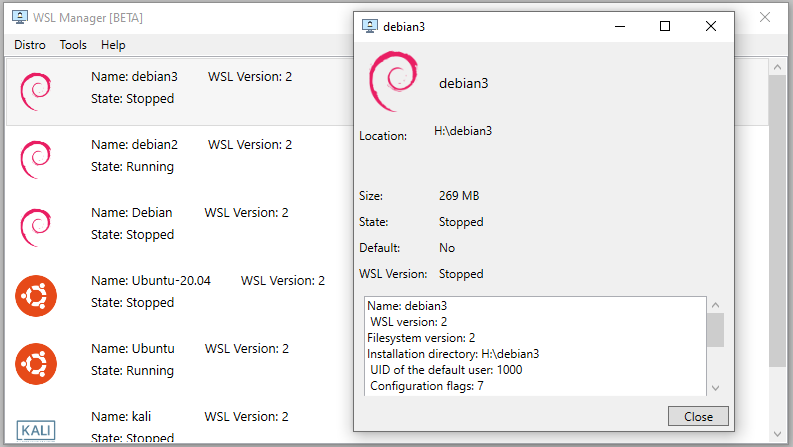 WSL Manager [BETA]
Distro Tools Help
Name: debian3 WSL Version: 2
State: Stopped
Name: debian2 WSL Version: 2
State: Running
Name: Debian WSL Version: 2
State: Stopped
Name: Ubuntu-20.04 WSL Version: 2
State: Stopped
Name: Ubuntu WSL Version: 2
State: Running
KALI
Name: kali WSL Version: 2
State: Stopped
debian3
debian3
Location: H:\debian3
Size: 269 MB
State: Stopped
Default: No
WSL Version: Stopped
Name: debian3
WSL version: 2
Filesystem version: 2
Installation directory: H:\debian3
UID of the default user: 1000
Configuration flags: 7
Close